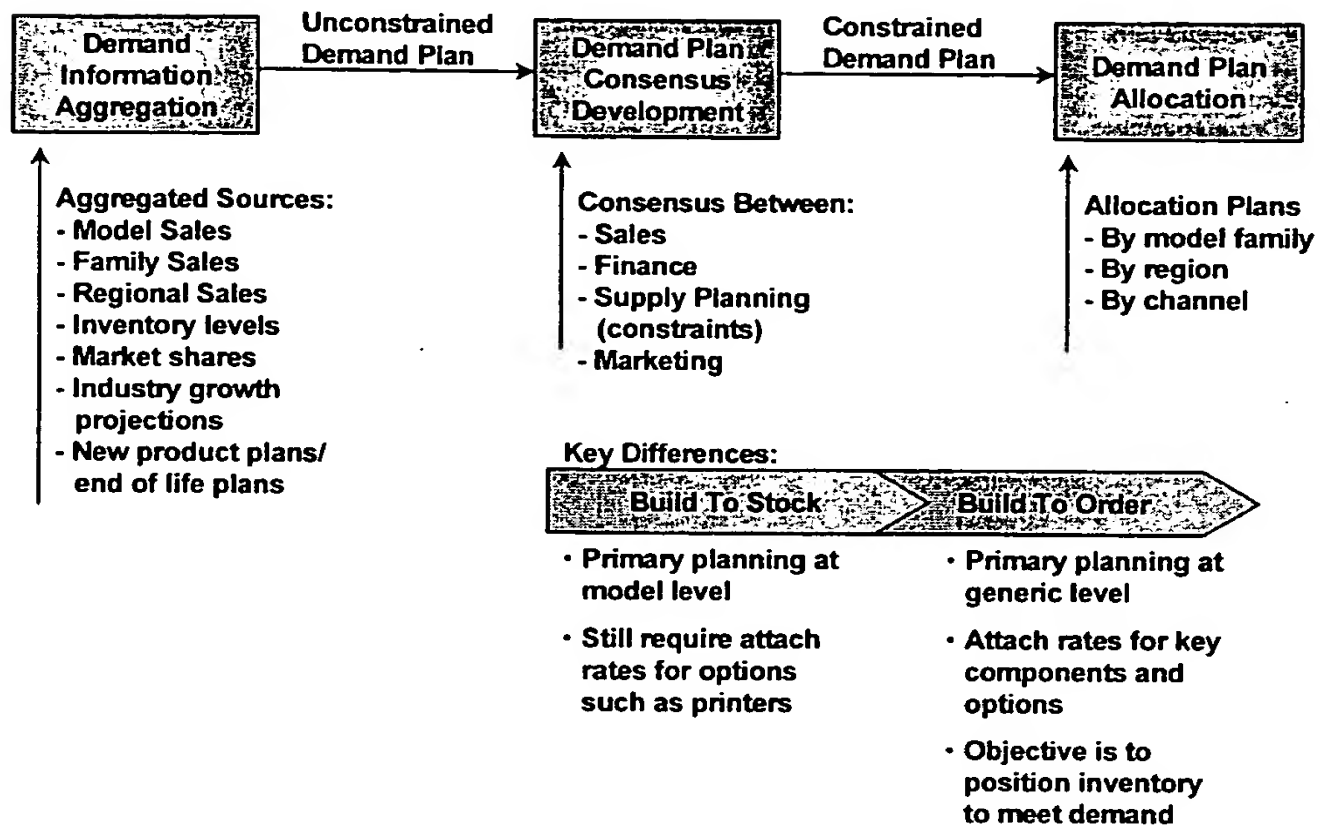 Demand
Information
Aggregation
Unconstrained
Demand Plan
Demand Plan
Consensus
Development
Constrained
Demand Plan
Demand Plan
Allocation
Aggregated Sources:
- Model Sales
- Family Sales
- Regional Sales
- Inventory levels
- Market shares
- Industry growth
projections
- New product plans/
end of life plans
Consensus Between:
- Sales
- Finance
- Supply Planning
(constraints)
- Marketing
Allocation Plans
- By model family
- By region
- By channel
Key Differences:
Build To Stock
Build To Order
• Primary planning at
model level
• Still require attach
rates for options
such as printers
• Primary planning at
generic level
• Attach rates for key
components and
options
• Objective is to
position inventory
to meet demand